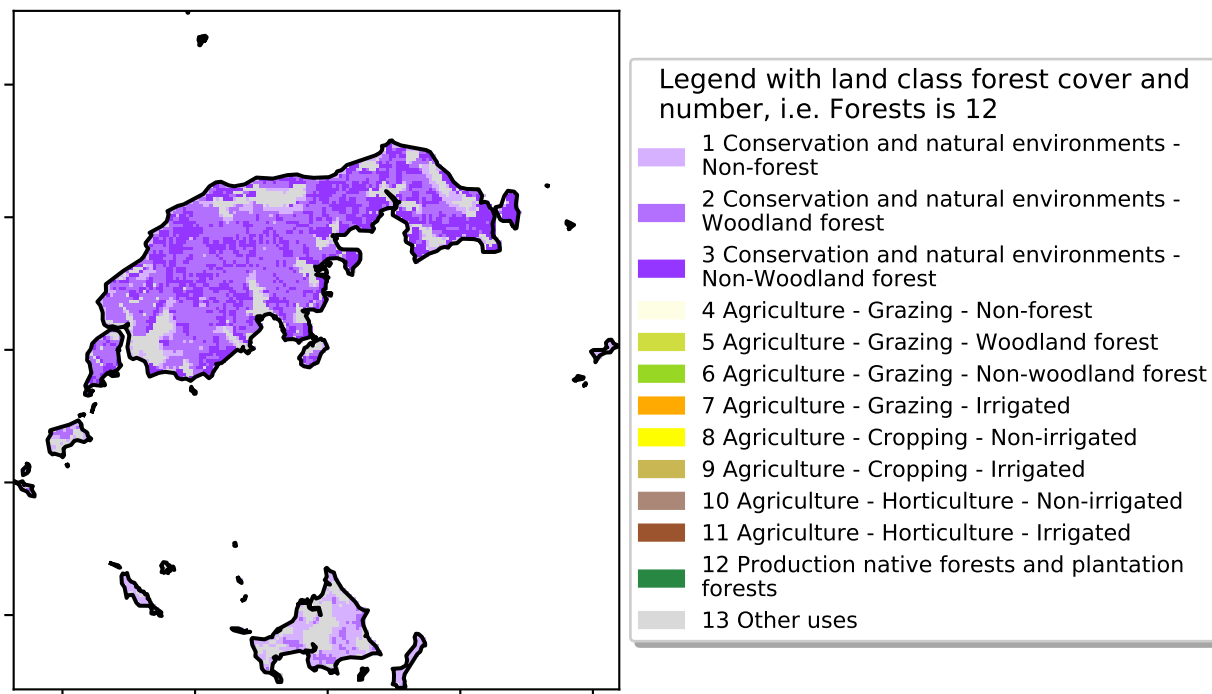 Legend with land class forest cover and
number, i.e. Forests is 12
1 Conservation and natural environments -
Non-forest
2 Conservation and natural environments -
Woodland forest
3 Conservation and natural environments -
Non-Woodland forest
4 Agriculture - Grazing - Non-forest
5 Agriculture - Grazing - Woodland forest
6 Agriculture - Grazing - Non-woodland forest
7 Agriculture - Grazing - Irrigated
8 Agriculture - Cropping - Non-irrigated
9 Agriculture - Cropping - Irrigated
10 Agriculture - Horticulture - Non-irrigated
11 Agriculture - Horticulture - Irrigated
12 Production native forests and plantation
forests
13 Other uses